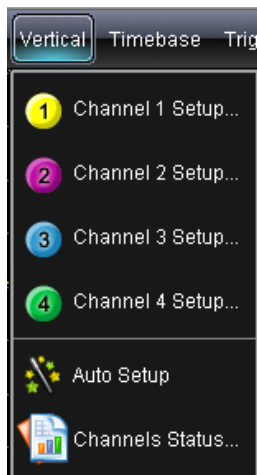 Vertical Timebase Trig
1 Channel 1 Setup...
2 Channel 2 Setup...
3 Channel 3 Setup...
4 Channel 4 Setup...
Auto Setup
Channels Status...